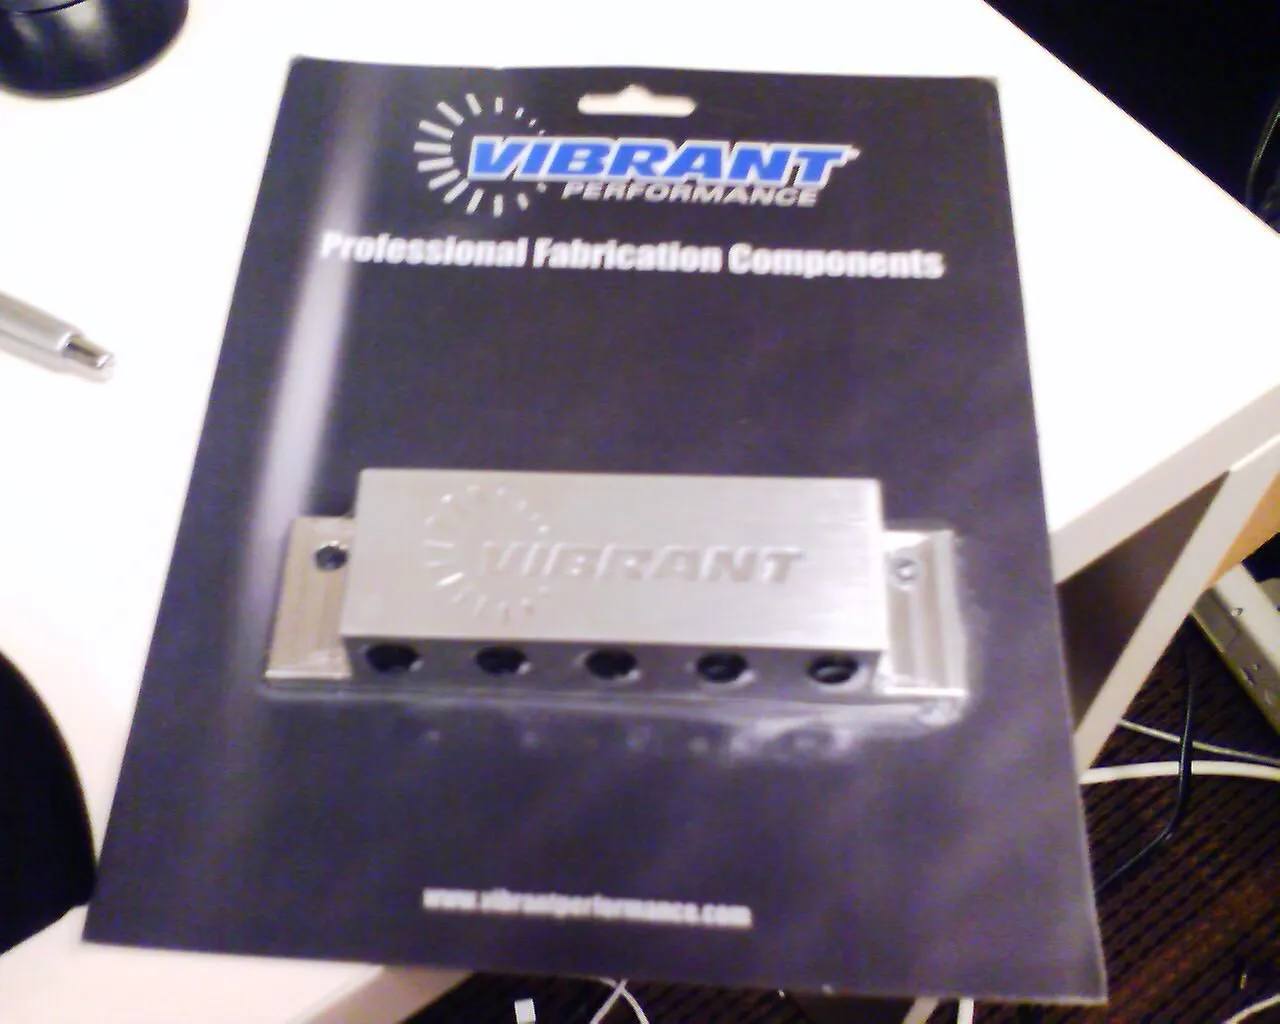 VIBRANT
PERFORMANCE
Professional Fabrication Components
VIBRANT
www.vibrantperformance.com